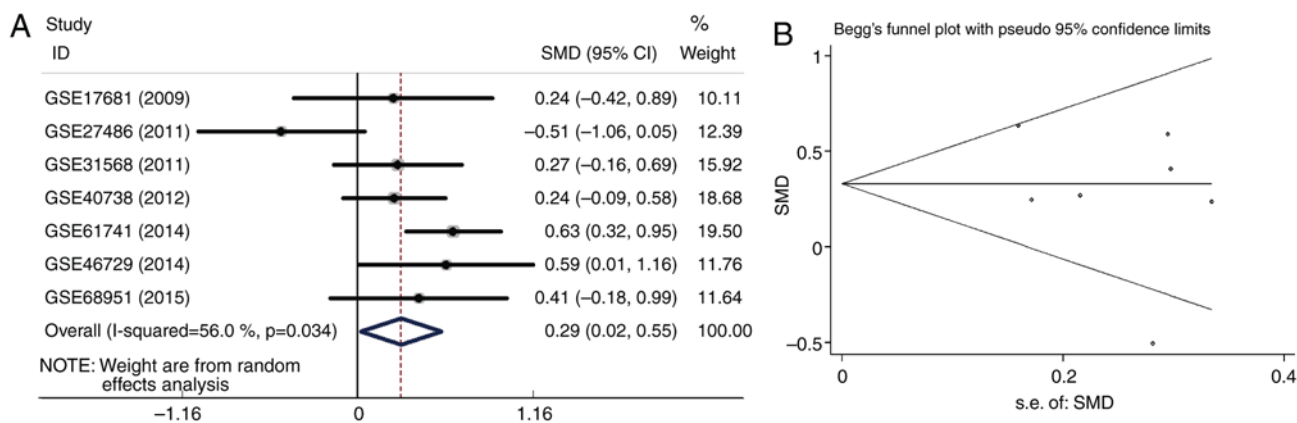 A
Study
%
ID
SMD (95% CI)
Weight
GSE17681 (2009) 0.24 (−0.42, 0.89) 10.11
GSE27486 (2011) −0.51 (−1.06, 0.05) 12.39
GSE31568 (2011) 0.27 (−0.16, 0.69) 15.92
GSE40738 (2012) 0.24 (−0.09, 0.58) 18.68
GSE61741 (2014) 0.63 (0.32, 0.95) 19.50
GSE46729 (2014) 0.59 (0.01, 1.16) 11.76
GSE68951 (2015) 0.41 (−0.18, 0.99) 11.64
Overall (I-squared=56.0 %, p=0.034) 0.29 (0.02, 0.55) 100.00
NOTE: Weight are from random
effects analysis
−1.16 0 1.16
B
Begg's funnel plot with pseudo 95% confidence limits
1
0.5
0
−0.5
SMD
0 0.2 0.4
s.e. of: SMD